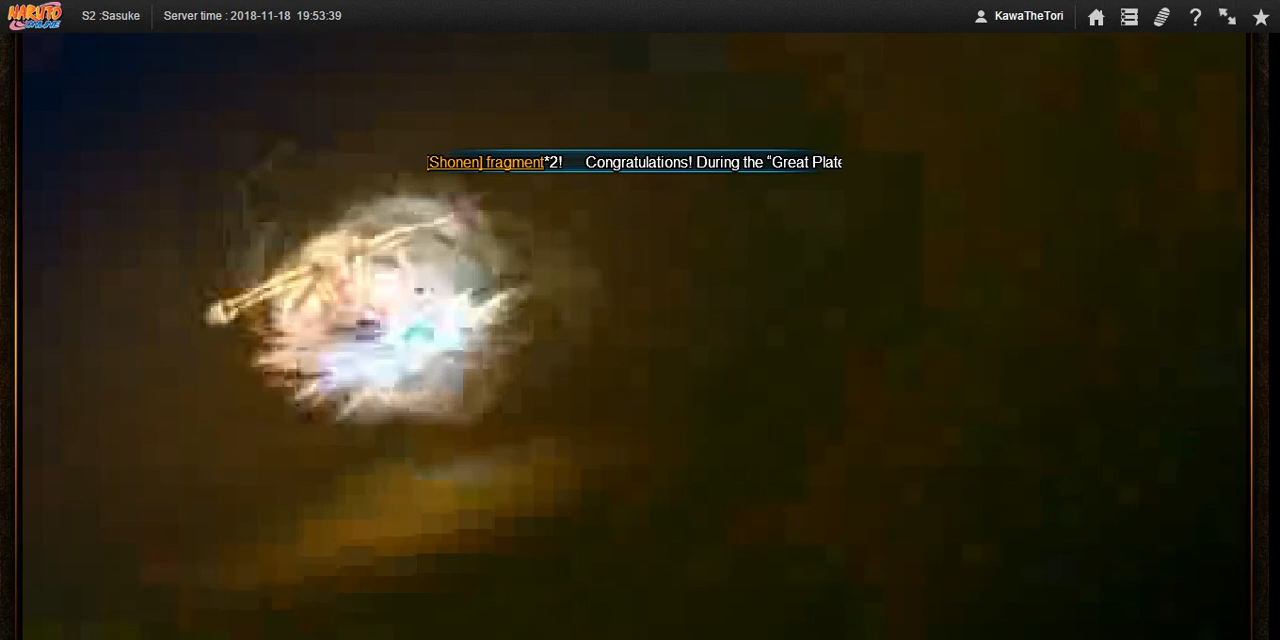 NARUTO ONLINE
S2 :Sasuke
Server time : 2018-11-18 19:53:39
KawaTheTori
[Shonen] fragment*2! Congratulations! During the "Great Plate